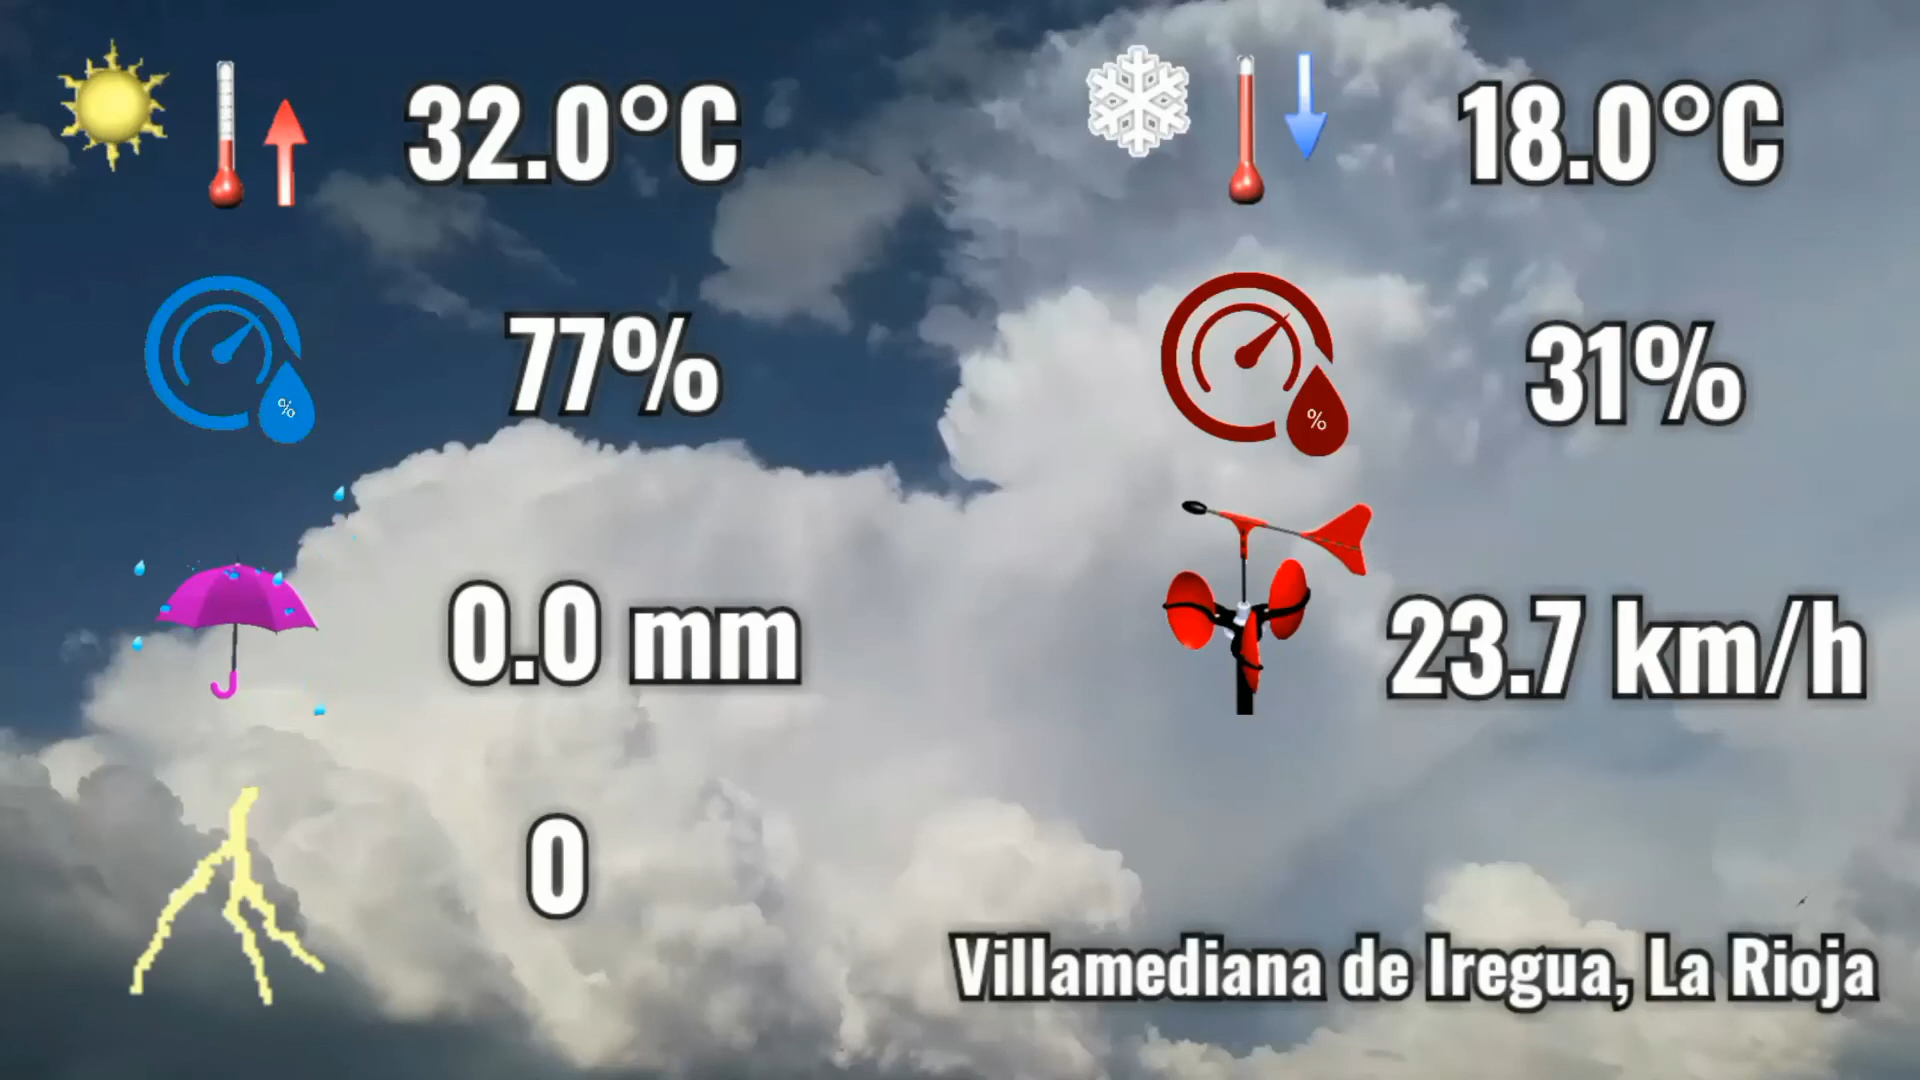 32.0°C
18.0°C
77%
31%
%
%
0.0 mm
23.7 km/h
0
Villamediana de Iregua, La Rioja